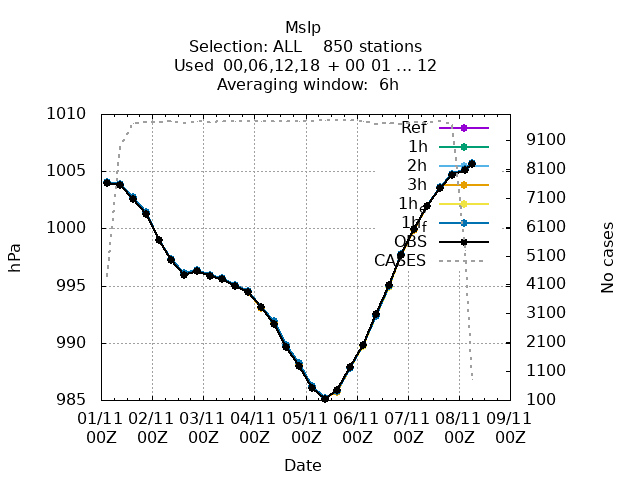 Mslp
Selection: ALL    850 stations
Used  00,06,12,18  + 00 01 ... 12
Averaging window:  6h
1010
1005
1000
995
990
985
hPa
9100
8100
7100
6100
5100
4100
3100
2100
1100
100
No cases
Ref
1h
2h
3h
1h_e
1h_f
OBS
CASES
01/11 02/11 03/11 04/11 05/11 06/11 07/11 08/11 09/11
00Z 00Z 00Z 00Z 00Z 00Z 00Z 00Z 00Z
Date